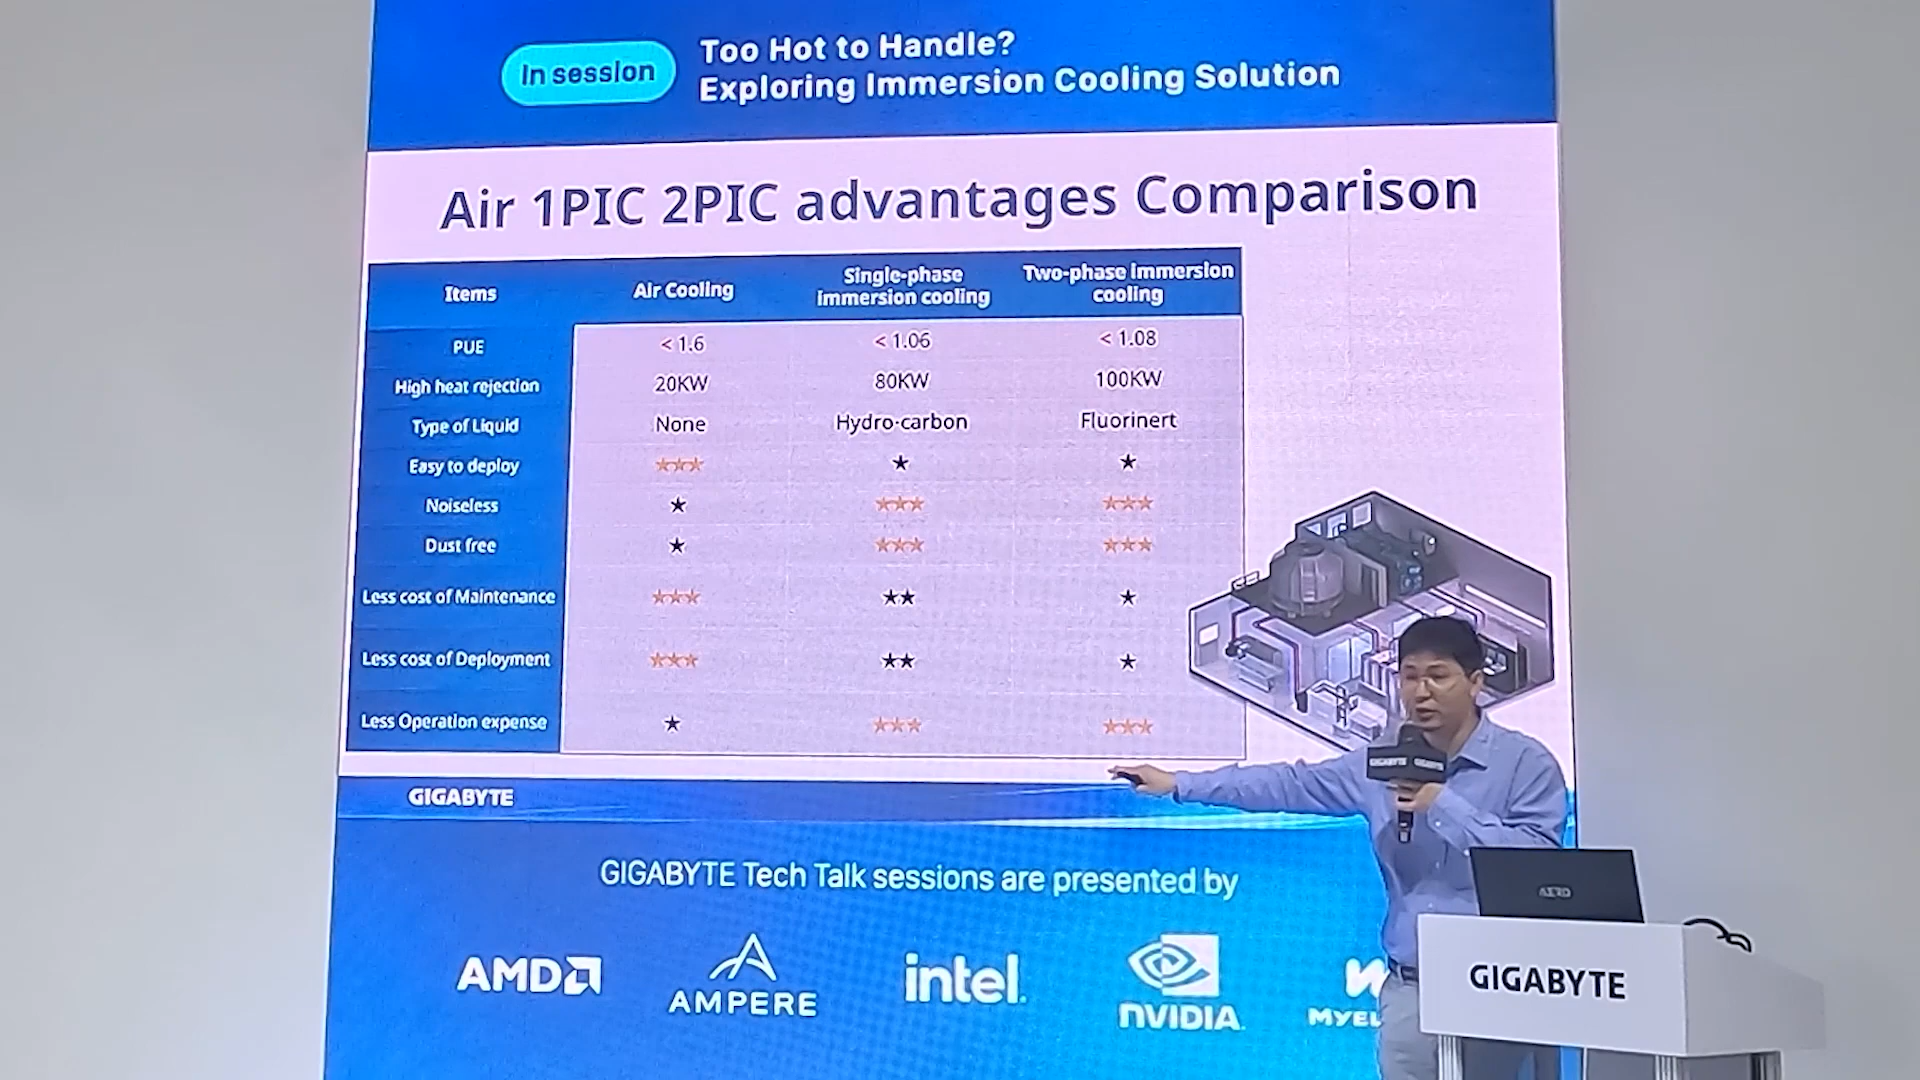 In session
Too Hot to Handle?
Exploring Immersion Cooling Solution
Air 1PIC 2PIC advantages Comparison
Items
Air Cooling
Single-phase
immersion cooling
Two-phase immersion
cooling
PUE
< 1.6
< 1.06
< 1.08
High heat rejection
20KW
80KW
100KW
Type of Liquid
None
Hydro-carbon
Fluorinert
Easy to deploy
★★★
★
★
Noiseless
★
★★★
★★★
Dust free
★
★★★
★★★
Less cost of Maintenance
★★★
★★
★
Less cost of Deployment
★★★
★★
★
Less Operation expense
★
★★★
★★★
GIGABYTE
GIGABYTE GIGABYTE
GIGABYTE Tech Talk sessions are presented by
AERO
AMD
AMPERE
intel.
NVIDIA.
MYEL
GIGABYTE